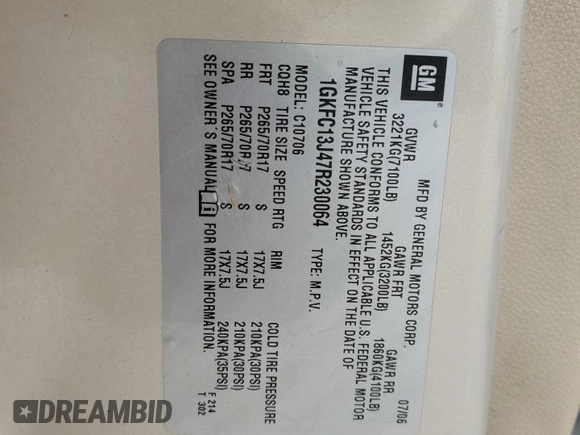 GM
MFD BY GENERAL MOTORS CORP. 07/06
GVWR GAWR FRT GAWR RR
3221KG(7100LB) 1452KG(3200LB) 1860KG(4100LB)
THIS VEHICLE CONFORMS TO ALL APPLICABLE U.S. FEDERAL MOTOR
VEHICLE SAFETY STANDARDS IN EFFECT ON THE DATE OF
MANUFACTURE SHOWN ABOVE.
1GKFC13J47R230064 TYPE: M.P.V.
MODEL: C10706
CQH8 TIRE SIZE SPEED RTG RIM COLD TIRE PRESSURE
FRT P265/70R17 S 17X7.5J 210KPA(30PSI)
RR P265/70R17 S 17X7.5J 210KPA(30PSI)
SPA P265/70R17 S 17X7.5J 240KPA(35PSI)
SEE OWNER'S MANUAL i FOR MORE INFORMATION. F 214
T 302
DREAMBID